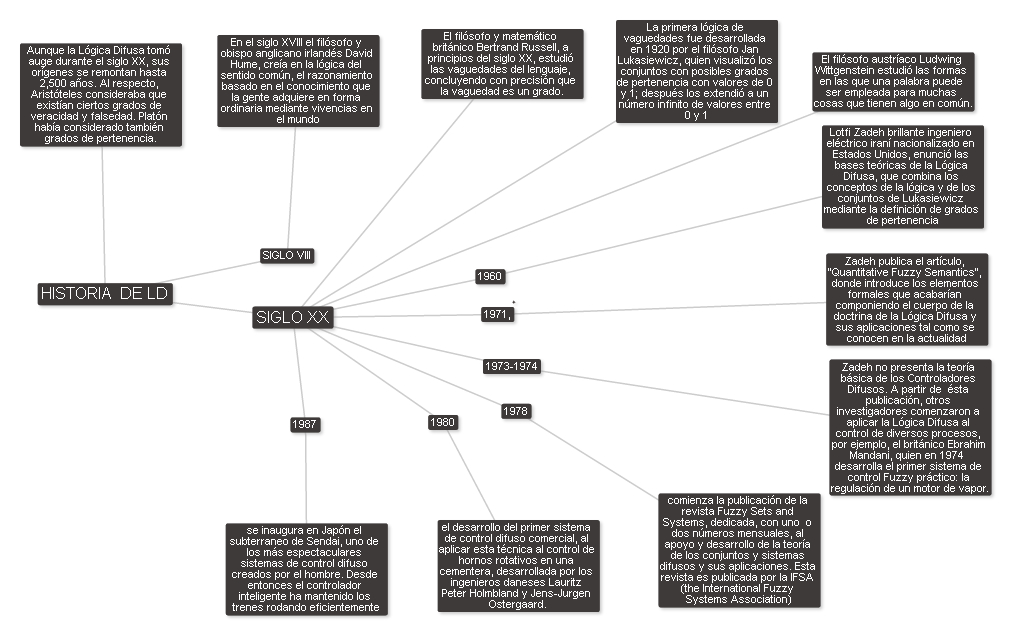 Aunque la Lógica Difusa tomó
auge durante el siglo XX, sus
orígenes se remontan hasta
2,500 años. Al respecto,
Aristóteles consideraba que
existían ciertos grados de
veracidad y falsedad. Platón
había considerado también
grados de pertenencia.
En el siglo XVIII el filósofo y
obispo anglicano irlandés David
Hume, creía en la lógica del
sentido común, el razonamiento
basado en el conocimiento que
la gente adquiere en forma
ordinaria mediante vivencias en
el mundo
El filósofo y matemático
británico Bertrand Russell, a
principios del siglo XX, estudió
las vaguedades del lenguaje,
concluyendo con precisión que
la vaguedad es un grado.
La primera lógica de
vaguedades fue desarrollada
en 1920 por el filósofo Jan
Lukasiewicz, quien visualizó los
conjuntos con posibles grados
de pertenencia con valores de 0
y 1; después los extendió a un
número infinito de valores entre
0 y 1
El filósofo austríaco Ludwing
Wittgenstein estudió las formas
en las que una palabra puede
ser empleada para muchas
cosas que tienen algo en común.
Lotfi Zadeh brillante ingeniero
eléctrico iraní nacionalizado en
Estados Unidos, enunció las
bases teóricas de la Lógica
Difusa, que combina los
conceptos de la lógica y de los
conjuntos de Lukasiewicz
mediante la definición de grados
de pertenencia
SIGLO VIII
HISTORIA DE LD
SIGLO XX
1960
1971,
Zadeh publica el artículo,
"Quantitative Fuzzy Semantics",
donde introduce los elementos
formales que acabarían
componiendo el cuerpo de la
doctrina de la Lógica Difusa y
sus aplicaciones tal como se
conocen en la actualidad
1973-1974
Zadeh no presenta la teoría
básica de los Controladores
Difusos. A partir de ésta
publicación, otros
investigadores comenzaron a
aplicar la Lógica Difusa al
control de diversos procesos,
por ejemplo, el británico Ebrahim
Mandani, quien en 1974
desarrolla el primer sistema de
control Fuzzy práctico: la
regulación de un motor de vapor.
1978
1980
1987
comienza la publicación de la
revista Fuzzy Sets and
Systems, dedicada, con uno o
dos números mensuales, al
apoyo y desarrollo de la teoría
de los conjuntos y sistemas
difusos y sus aplicaciones. Esta
revista es publicada por la IFSA
(the International Fuzzy
Systems Association)
el desarrollo del primer sistema
de control difuso comercial, al
aplicar esta técnica al control de
hornos rotativos en una
cementera, desarrollada por los
ingenieros daneses Lauritz
Peter Holmbland y Jens-Jurgen
Ostergaard.
se inaugura en Japón el
subterraneo de Sendai, uno de
los más espectaculares
sistemas de control difuso
creados por el hombre. Desde
entonces el controlador
inteligente ha mantenido los
trenes rodando eficientemente